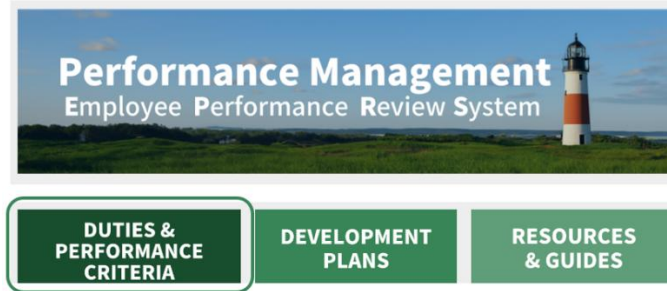 Performance Management
Employee Performance Review System
DUTIES &
PERFORMANCE
CRITERIA
DEVELOPMENT
PLANS
RESOURCES
& GUIDES